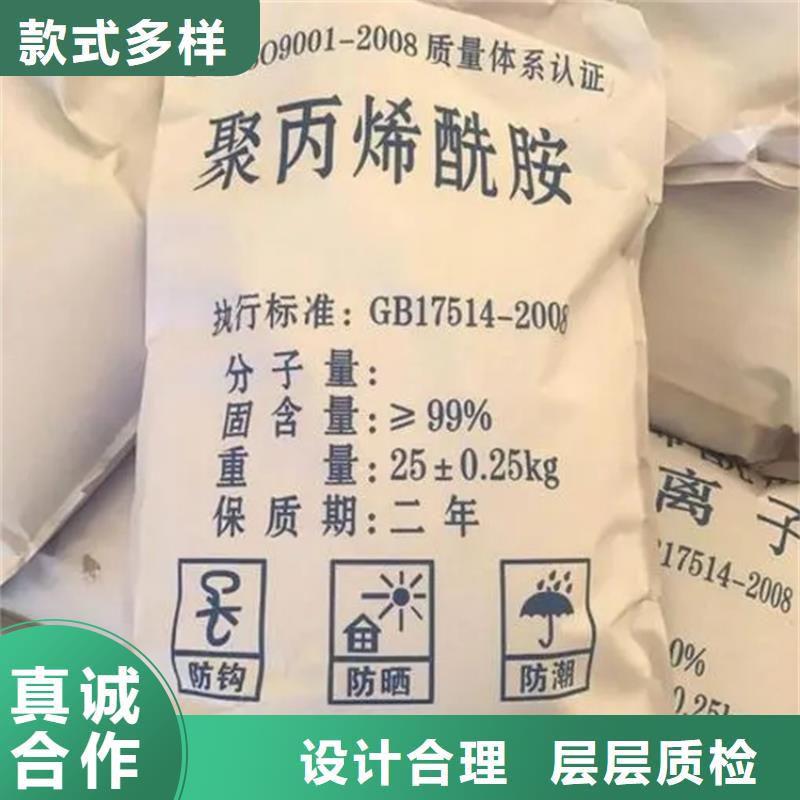 款式多样
SO9001-2008质量体系认证
聚丙烯酰胺
执行标准：GB17514-2008
分子量：
固含量：≥99%
重量：25±0.25kg
保质期：二年
防钩
防晒
防潮
离子
17514-2008
0%
0.25k
真诚
合作
设计合理 层层质检